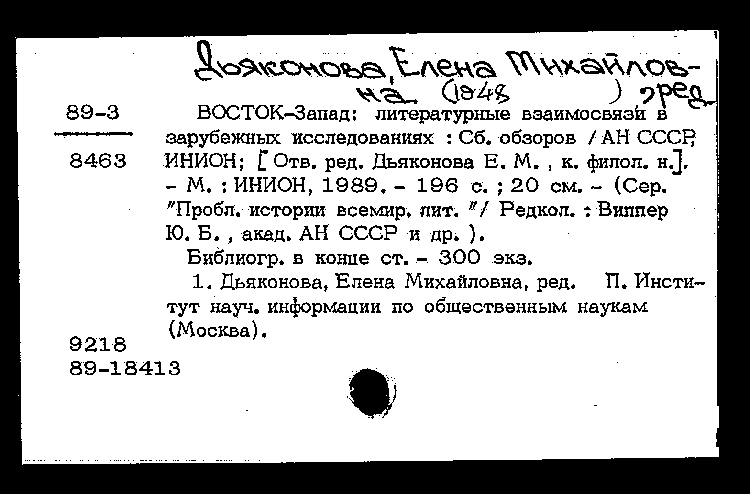 Дьяконова, Елена Михайлов-
на (1948 ) , ред
89-3 ВОСТОК-Запад: литературные взаимосвязи в
зарубежных исследованиях : Сб. обзоров / АН СССР,
8463 ИНИОН; [ Отв. ред. Дьяконова Е. М. , к. филол. н.].
- М. : ИНИОН, 1989. - 196 с. ; 20 см. - (Сер.
"Пробл. истории всемир. лит. "/ Редкол. : Виппер
Ю. Б. , акад. АН СССР и др. ).
Библиогр. в конце ст. - 300 экз.
1. Дьяконова, Елена Михайловна, ред. П. Инсти-
тут науч. информации по общественным наукам
(Москва).
9218
89-18413